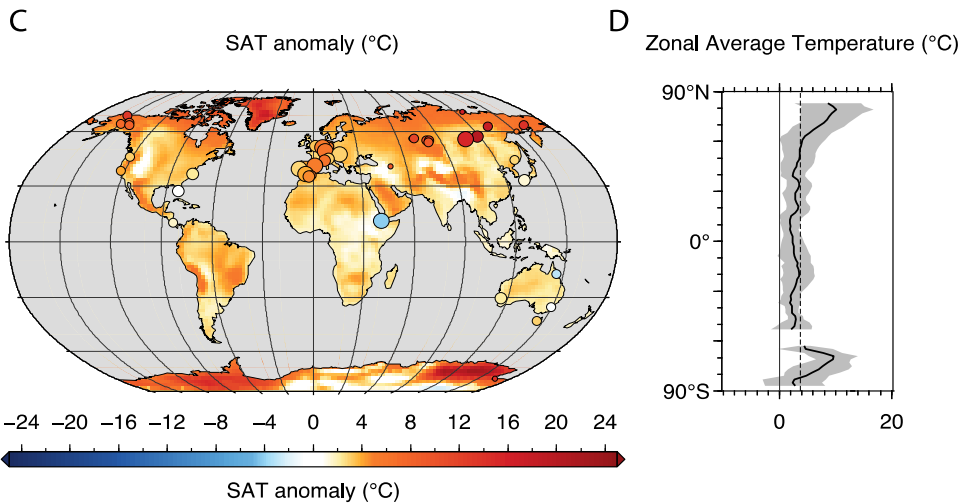 C
SAT anomaly (°C)
D
Zonal Average Temperature (°C)
90°N
0°
90°S
0 20
−24 −20 −16 −12 −8 −4 0 4 8 12 16 20 24
SAT anomaly (°C)